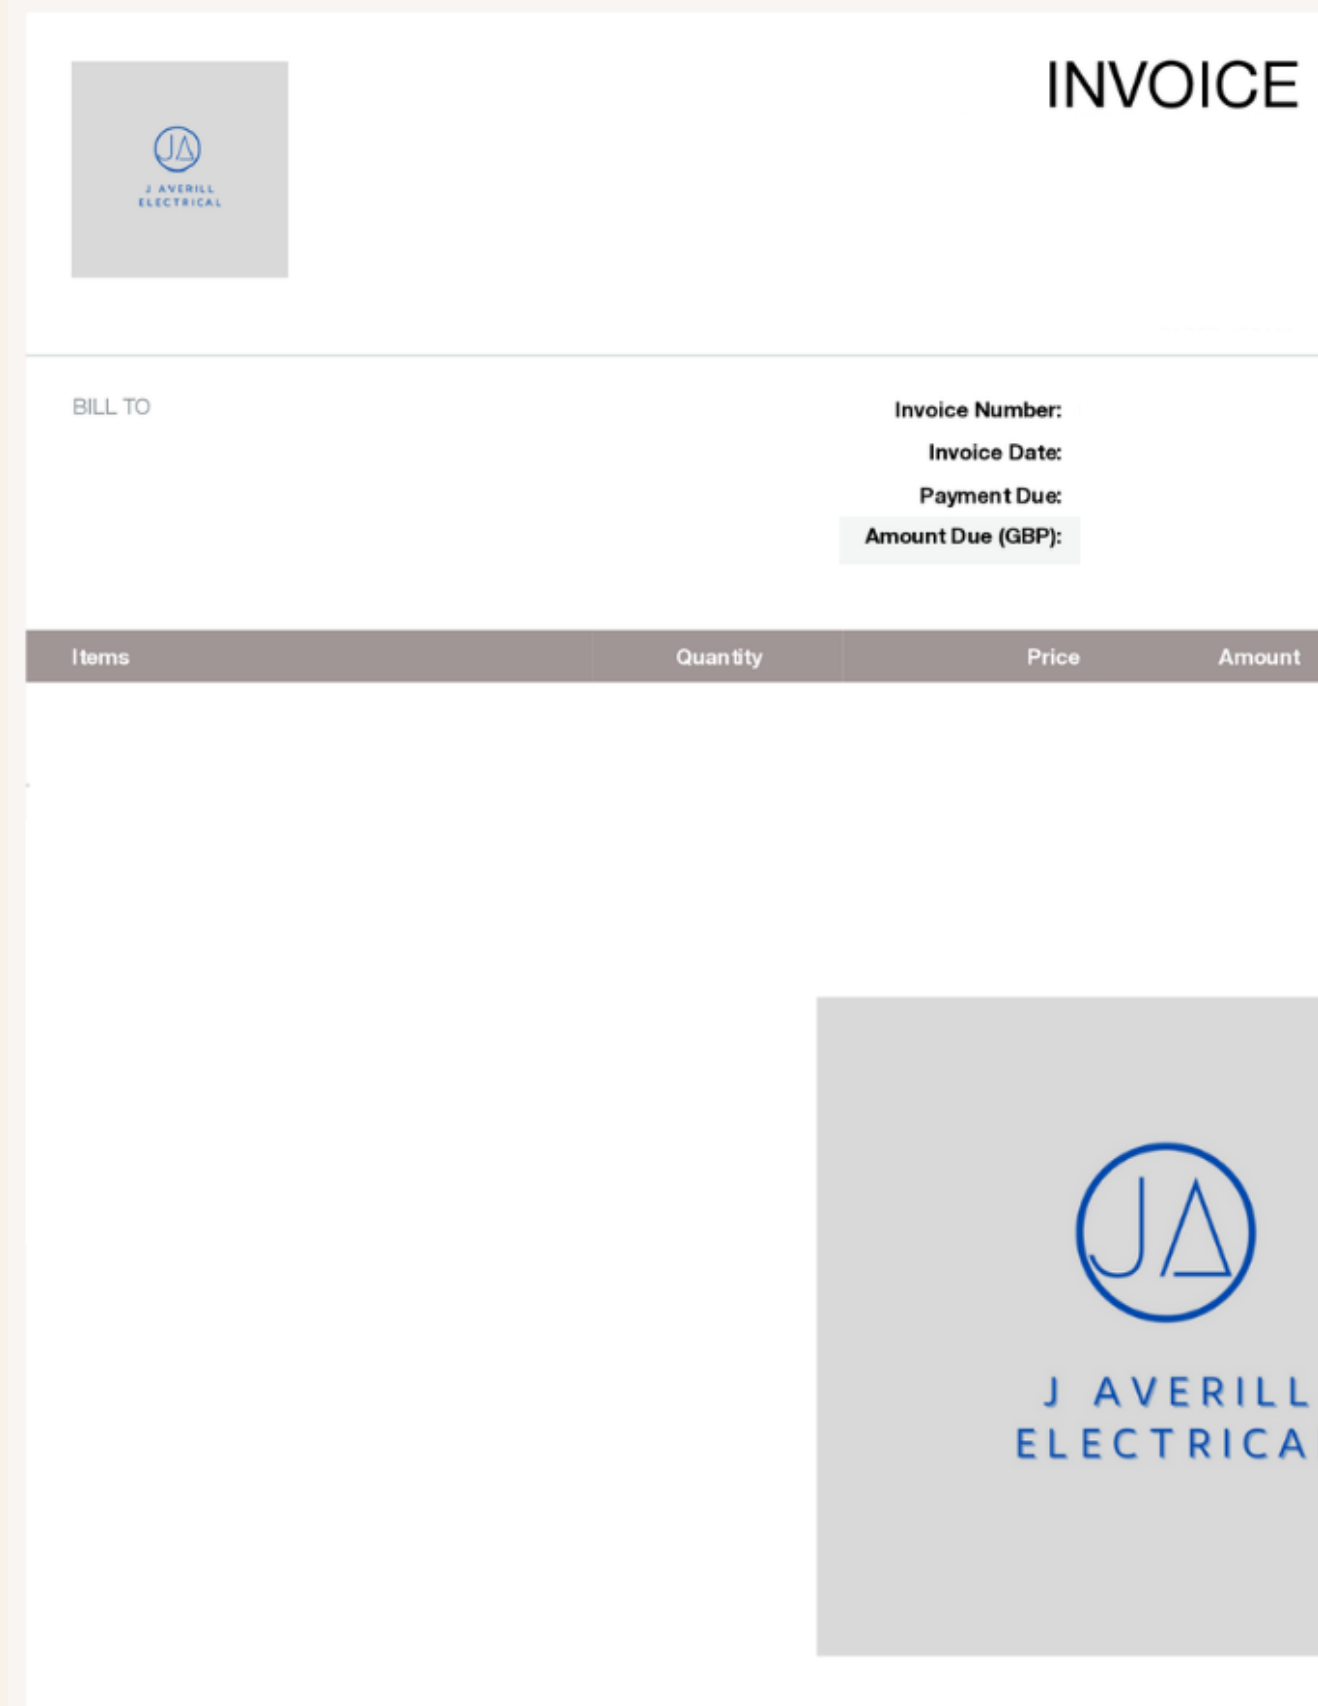 INVOICE
JA
J AVERILL
ELECTRICAL
BILL TO
Invoice Number:
Invoice Date:
Payment Due:
Amount Due (GBP):
Items Quantity Price Amount
JA
J AVERILL
ELECTRICA